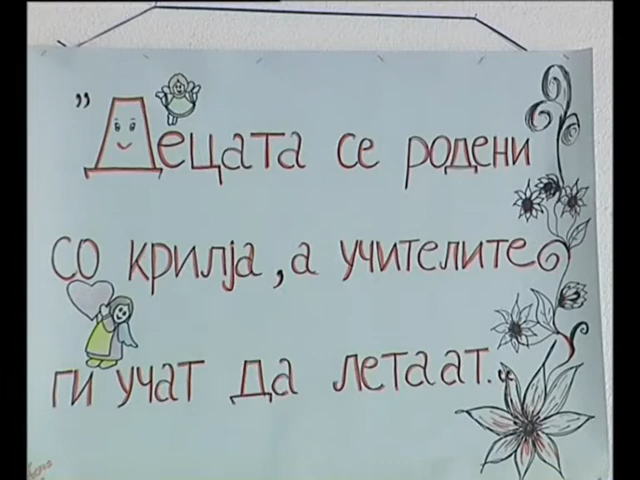 "Децата се родени
со крилја, а учителите
ги учат да летаат."